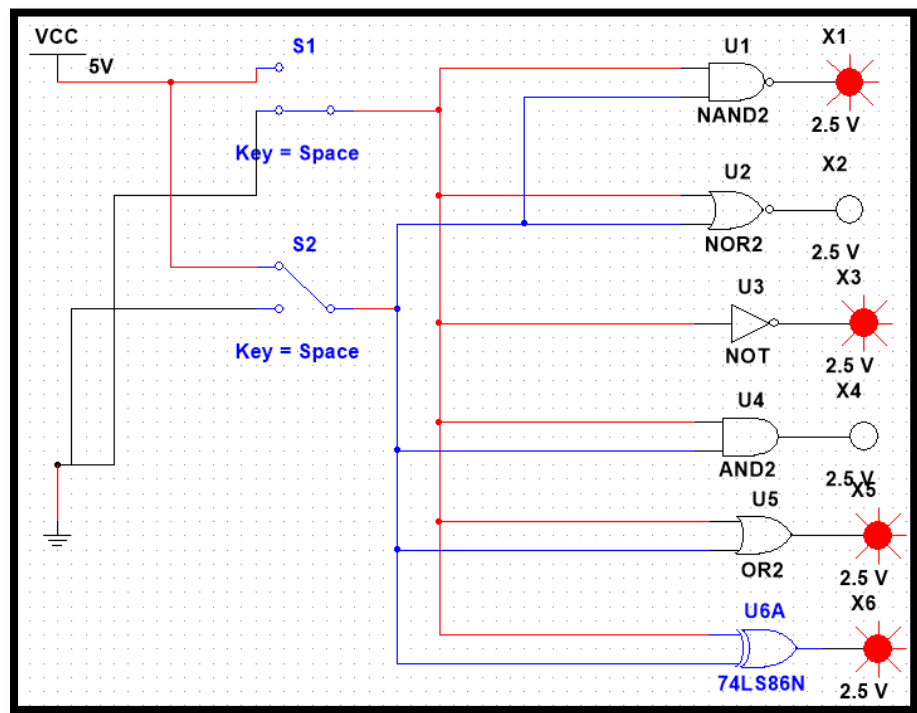 VCC
5V
S1
Key = Space
S2
Key = Space
U1
NAND2
X1
2.5 V
U2
NOR2
X2
2.5 V
U3
NOT
X3
2.5 V
U4
AND2
X4
2.5 V
U5
OR2
X5
2.5 V
U6A
74LS86N
X6
2.5 V